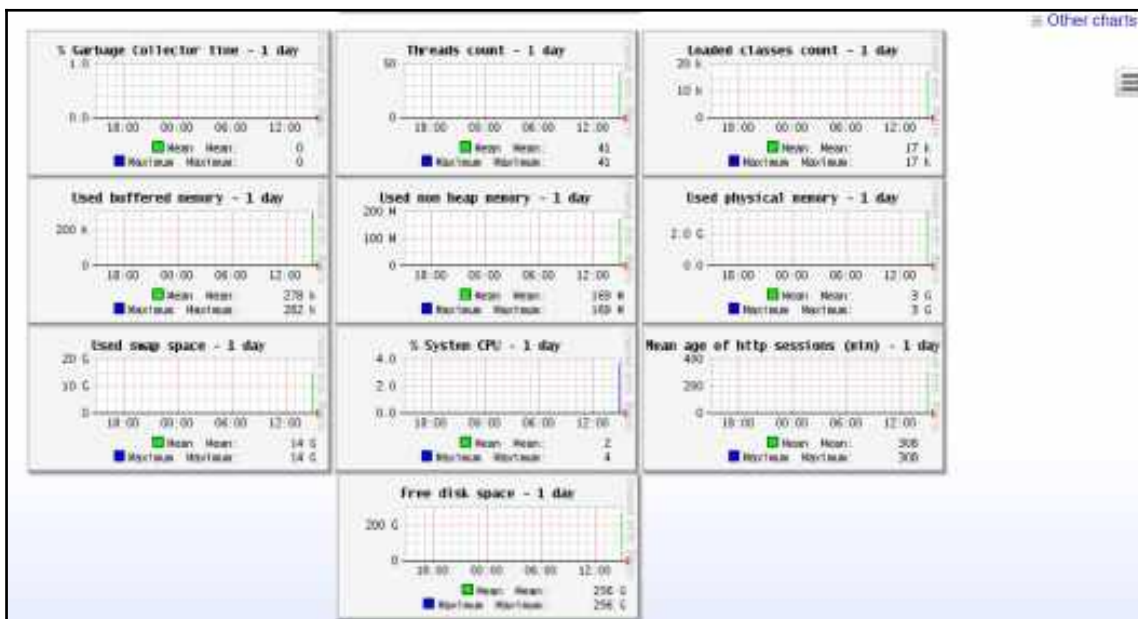 Other charts
% Garbage Collector time - 1 day
1.0
0.0
18:00 00:00 06:00 12:00
Mean Mean: 0
Maximum Maximum: 0
Threads count - 1 day
50
0
18:00 00:00 06:00 12:00
Mean Mean: 41
Maximum Maximum: 41
Loaded classes count - 1 day
20 k
10 k
0
18:00 00:00 06:00 12:00
Mean Mean: 17 k
Maximum Maximum: 17 k
Used buffered memory - 1 day
200 k
0
18:00 00:00 06:00 12:00
Mean Mean: 278 k
Maximum Maximum: 282 k
Used non heap memory - 1 day
200 M
100 M
0
18:00 00:00 06:00 12:00
Mean Mean: 169 M
Maximum Maximum: 169 M
Used physical memory - 1 day
2.0 G
0.0
18:00 00:00 06:00 12:00
Mean Mean: 3 G
Maximum Maximum: 3 G
Used swap space - 1 day
20 G
10 G
0
18:00 00:00 06:00 12:00
Mean Mean: 14 G
Maximum Maximum: 14 G
% System CPU - 1 day
4.0
2.0
0.0
18:00 00:00 06:00 12:00
Mean Mean: 2
Maximum Maximum: 4
Mean age of http sessions (min) - 1 day
400
200
0
18:00 00:00 06:00 12:00
Mean Mean: 308
Maximum Maximum: 308
Free disk space - 1 day
200 G
0
18:00 00:00 06:00 12:00
Mean Mean: 256 G
Maximum Maximum: 256 G